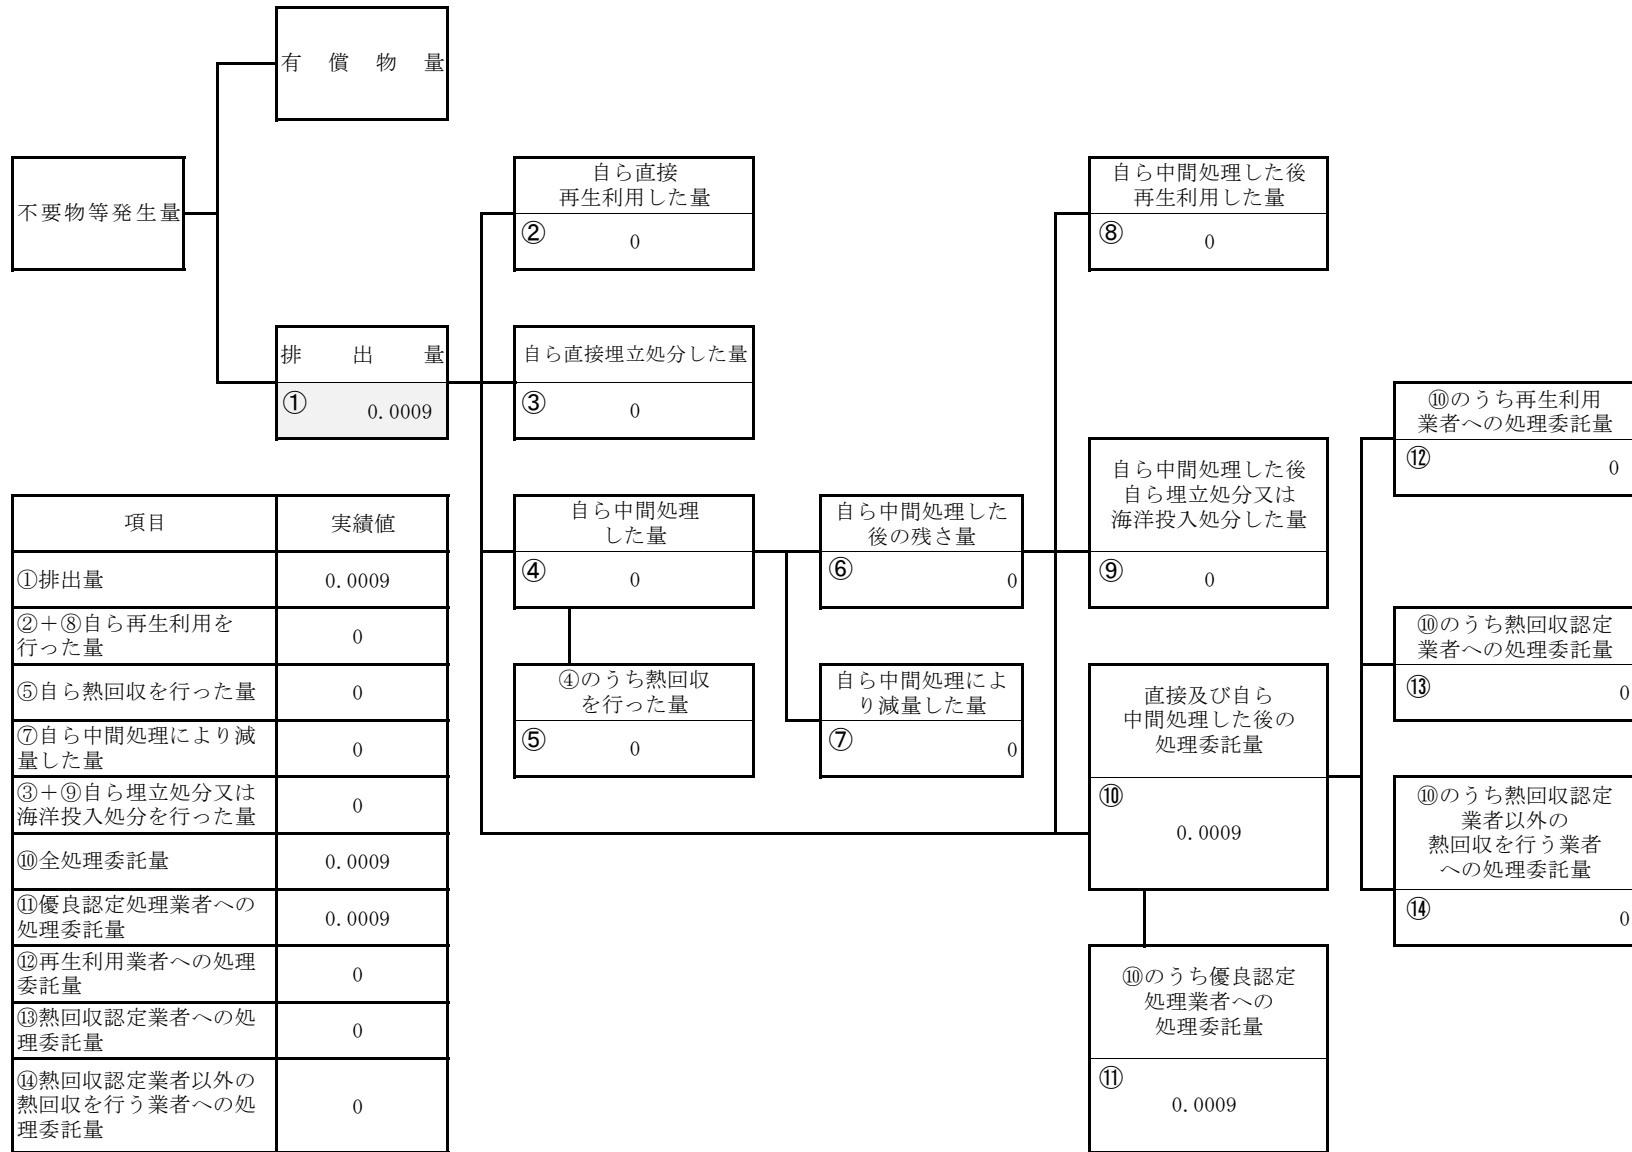 有償物量
不要物等発生量
自ら直接
再生利用した量
② 0
自ら中間処理した後
再生利用した量
⑧ 0
排出量
① 0.0009
自ら直接埋立処分した量
③ 0
⑩のうち再生利用
業者への処理委託量
⑫ 0
自ら中間処理した後
自ら埋立処分又は
海洋投入処分した量
⑨ 0
自ら中間処理
した量
④ 0
自ら中間処理した
後の残さ量
⑥ 0
⑩のうち熱回収認定
業者への処理委託量
⑬ 0
④のうち熱回収
を行った量
⑤ 0
自ら中間処理によ
り減量した量
⑦ 0
直接及び自ら
中間処理した後の
処理委託量
⑩
0.0009
⑩のうち熱回収認定
業者以外の
熱回収を行う業者
への処理委託量
⑭ 0
⑩のうち優良認定
処理業者への
処理委託量
⑪
0.0009
項目 実績値
①排出量 0.0009
②＋⑧自ら再生利用を
行った量 0
⑤自ら熱回収を行った量 0
⑦自ら中間処理により減
量した量 0
③＋⑨自ら埋立処分又は
海洋投入処分を行った量 0
⑩全処理委託量 0.0009
⑪優良認定処理業者への
処理委託量 0.0009
⑫再生利用業者への処理
委託量 0
⑬熱回収認定業者への処
理委託量 0
⑭熱回収認定業者以外の
熱回収を行う業者への処
理委託量 0